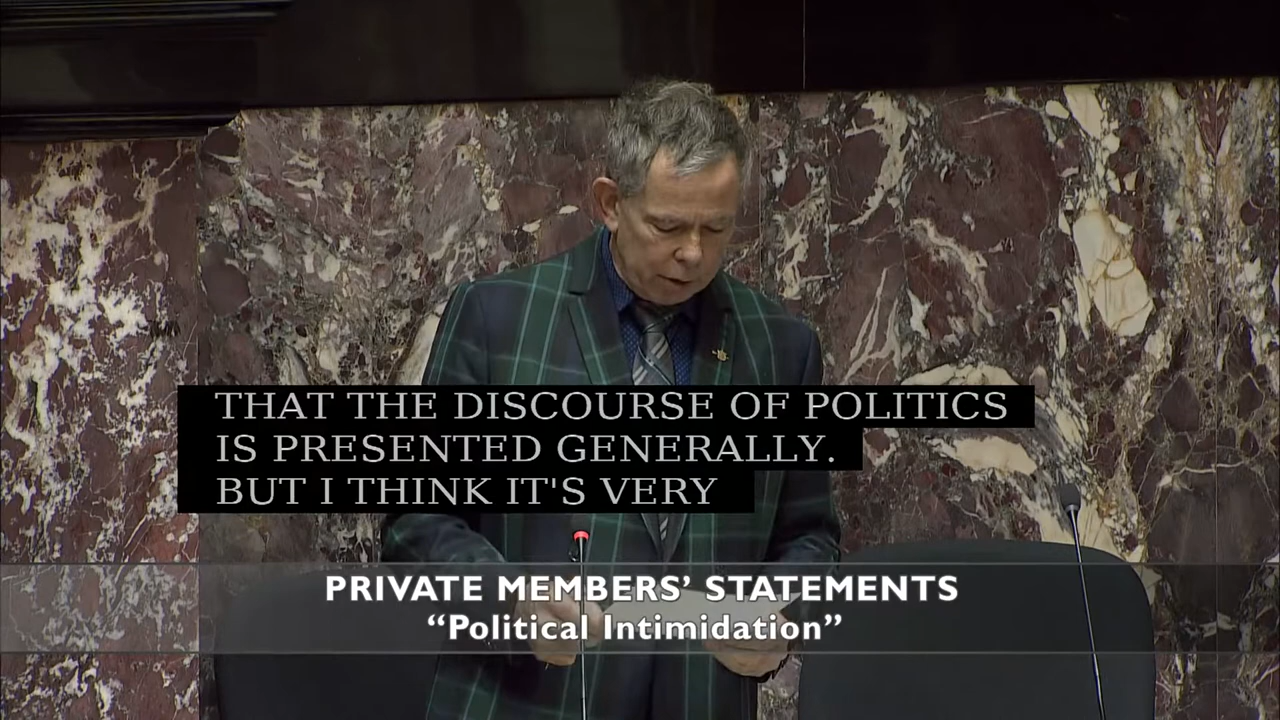 THAT THE DISCOURSE OF POLITICS
IS PRESENTED GENERALLY.
BUT I THINK IT'S VERY
PRIVATE MEMBERS’ STATEMENTS
“Political Intimidation”